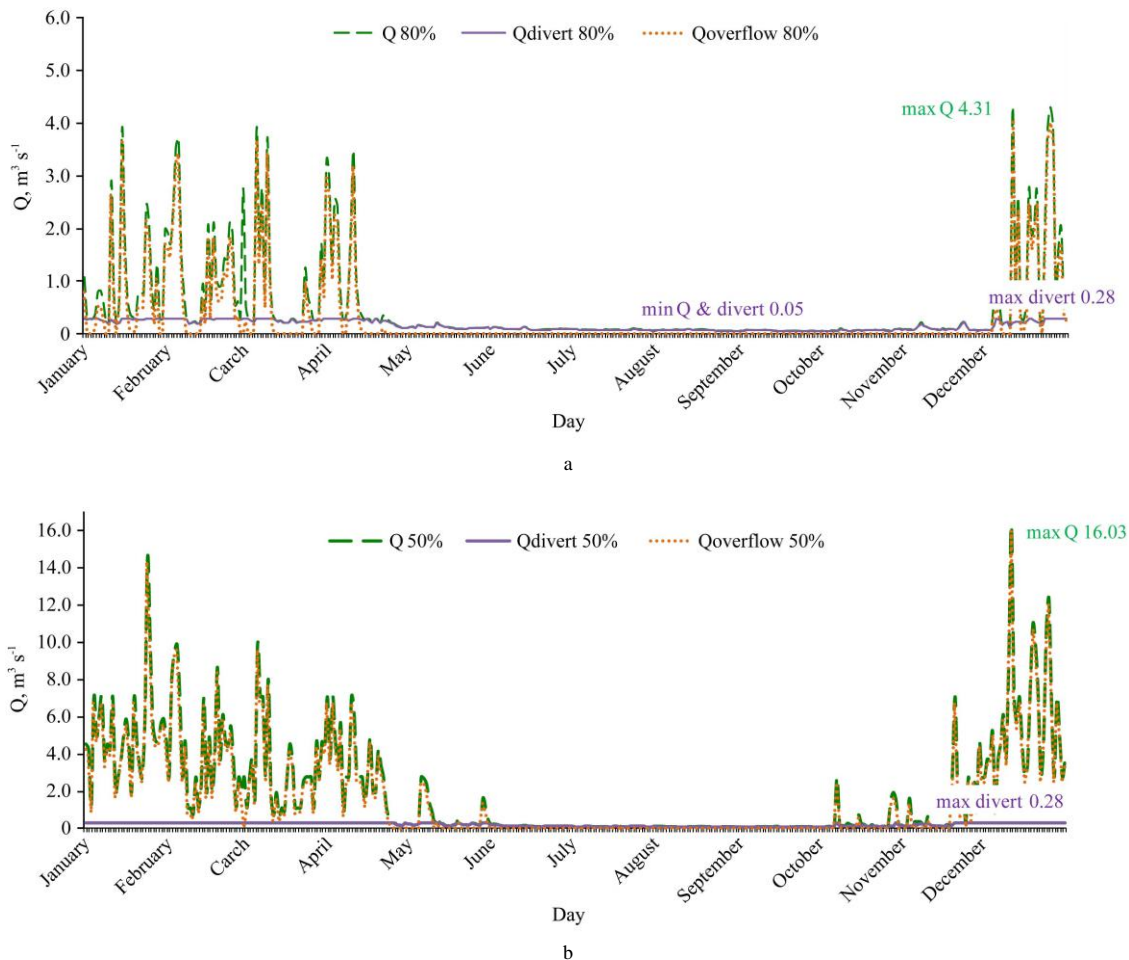 6.0
Q 80% Qdivert 80% Qoverflow 80%
5.0
max Q 4.31
4.0
Q, m³ s⁻¹
3.0
2.0
1.0
min Q & divert 0.05
max divert 0.28
0
January February Carch April May June July August September October November December
Day
a
16.0
Q 50% Qdivert 50% Qoverflow 50%
max Q 16.03
14.0
12.0
10.0
Q, m³ s⁻¹
8.0
6.0
4.0
2.0
max divert 0.28
0
January February Carch April May June July August September October November December
Day
b